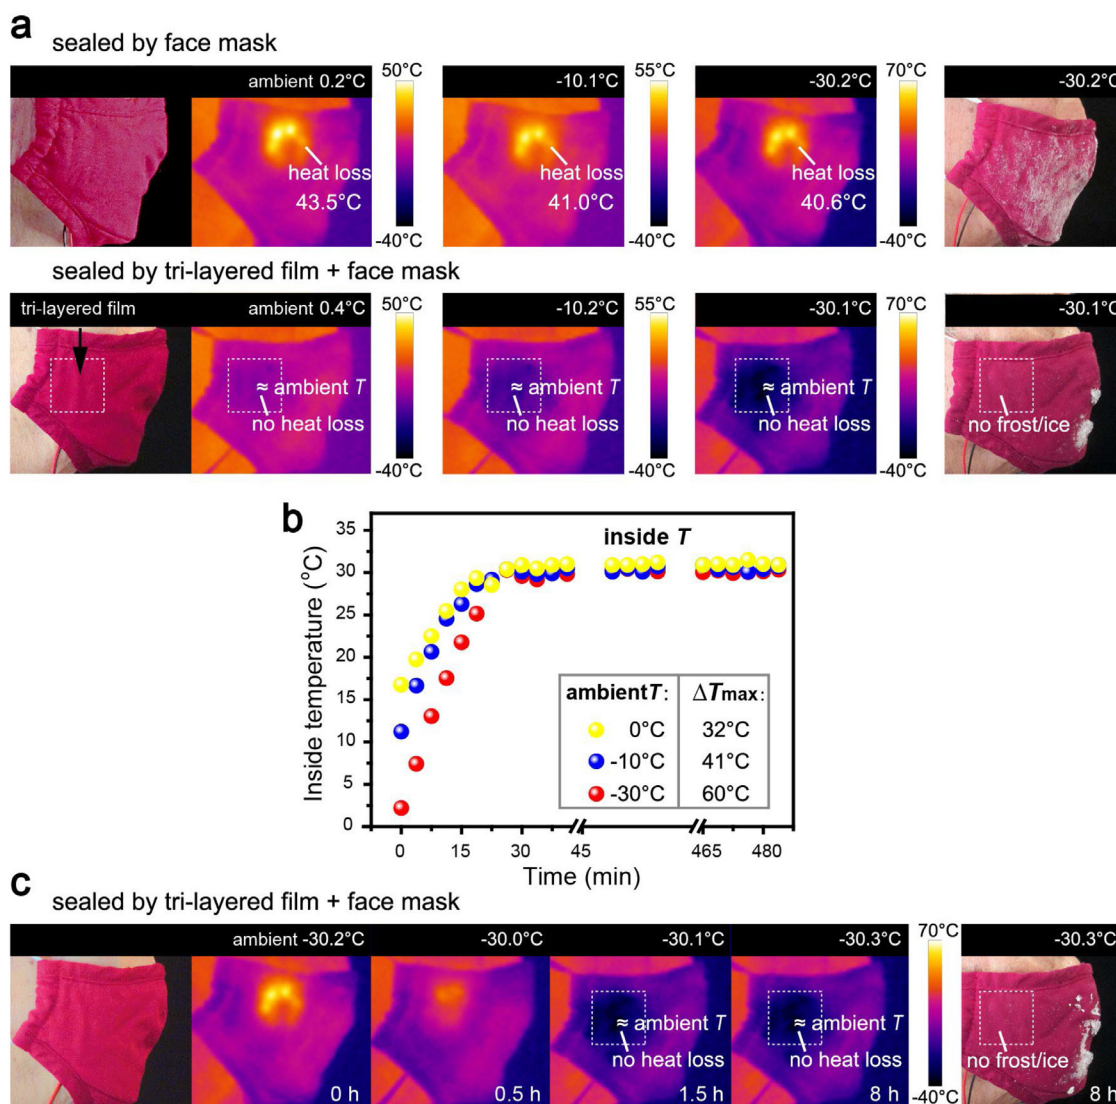 a
sealed by face mask
ambient 0.2°C
50°C
-10.1°C
55°C
-30.2°C
70°C
-30.2°C
heat loss
43.5°C
heat loss
41.0°C
heat loss
40.6°C
-40°C
-40°C
-40°C
sealed by tri-layered film + face mask
tri-layered film
ambient 0.4°C
50°C
-10.2°C
55°C
-30.1°C
70°C
-30.1°C
≈ ambient T
no heat loss
≈ ambient T
no heat loss
≈ ambient T
no heat loss
no frost/ice
-40°C
-40°C
-40°C
b
inside T
Inside temperature (°C)
35
30
25
20
15
10
5
0
ambient T: ΔTmax:
0°C 32°C
-10°C 41°C
-30°C 60°C
0 15 30 45 465 480
Time (min)
c
sealed by tri-layered film + face mask
ambient -30.2°C
-30.0°C
-30.1°C
-30.3°C
70°C
-30.3°C
≈ ambient T
no heat loss
≈ ambient T
no heat loss
no frost/ice
0 h
0.5 h
1.5 h
8 h
-40°C
8 h